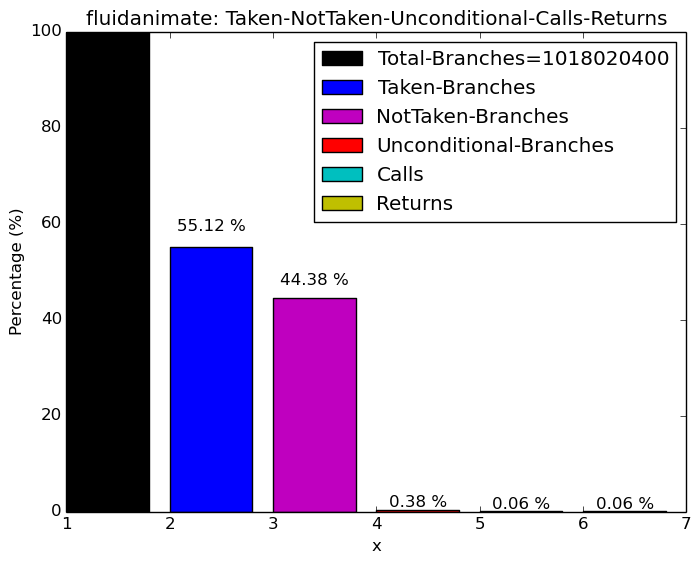 fluidanimate: Taken-NotTaken-Unconditional-Calls-Returns
100
80
60
40
20
0
Percentage (%)
Total-Branches=1018020400
Taken-Branches
NotTaken-Branches
Unconditional-Branches
Calls
Returns
55.12 %
44.38 %
0.38 %
0.06 %
0.06 %
1 2 3 4 5 6 7
x